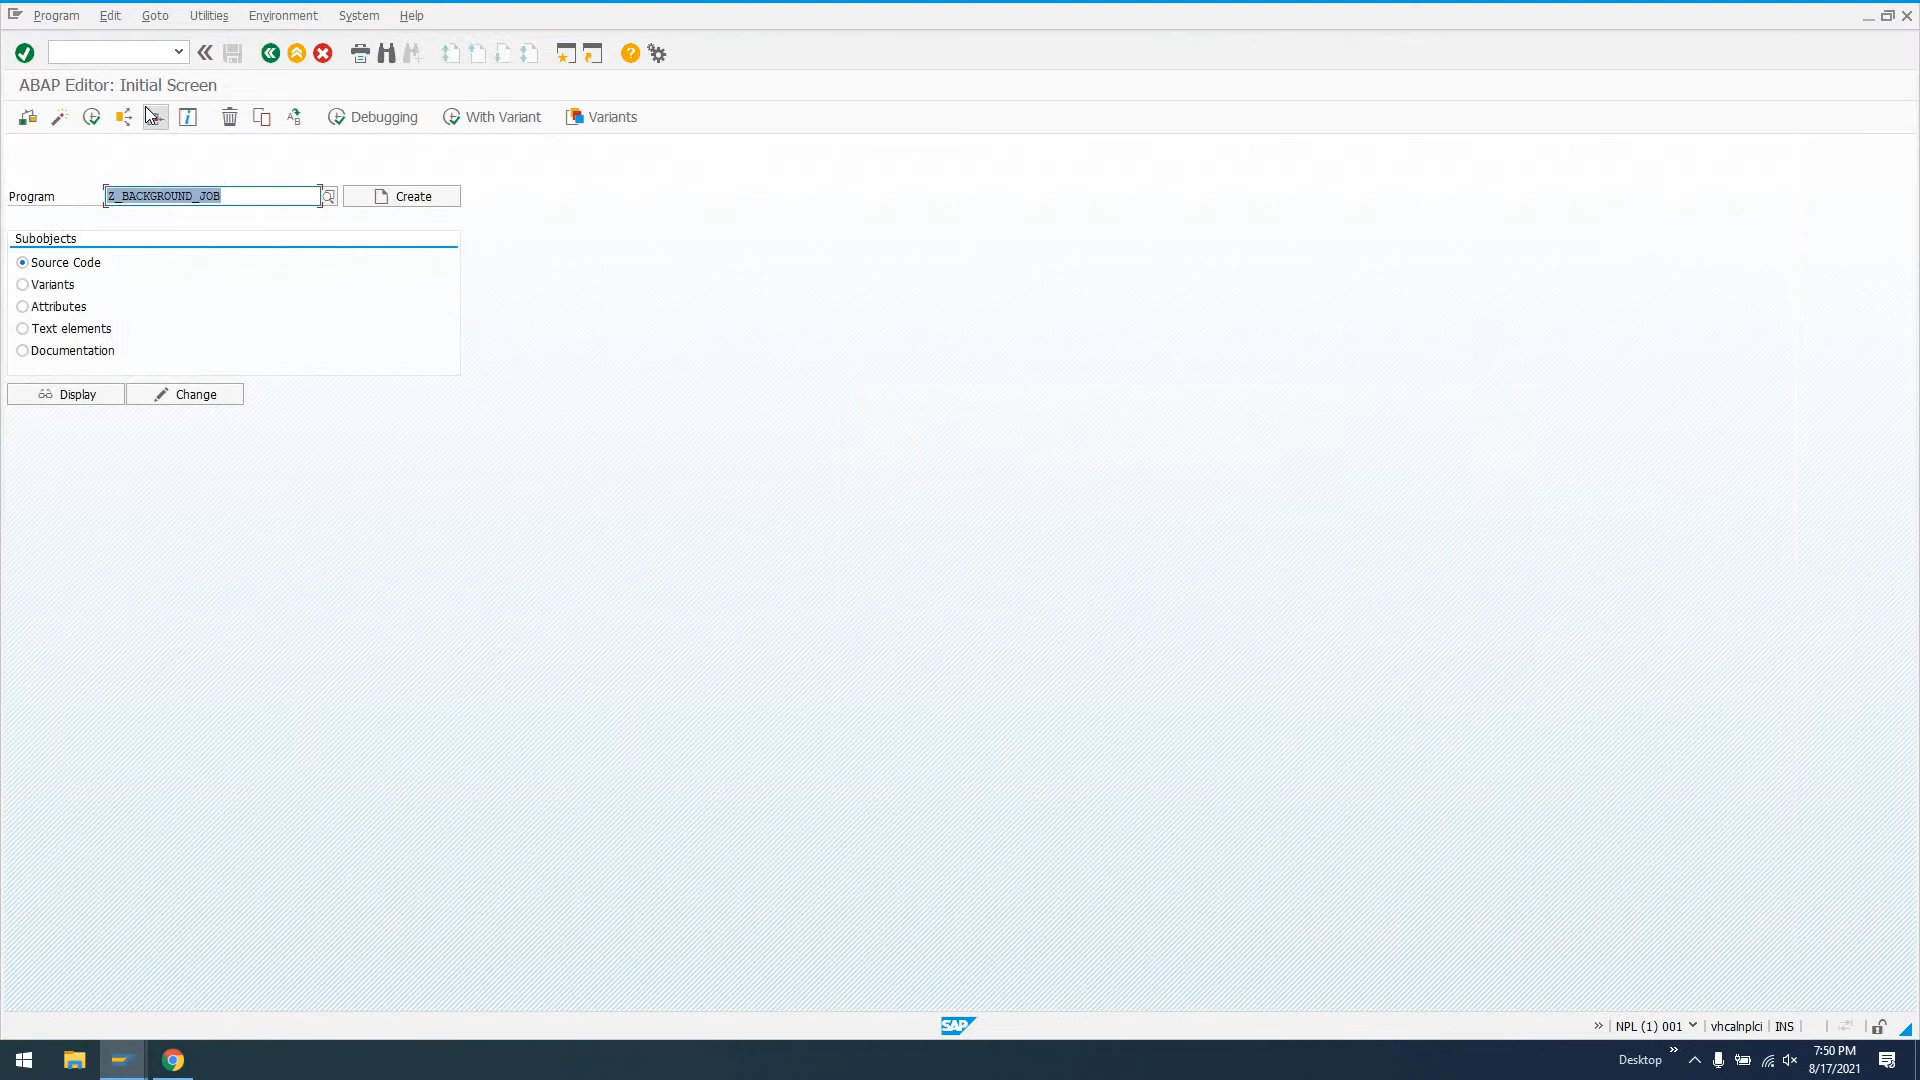 Program Edit Goto Utilities Environment System Help
ABAP Editor: Initial Screen
Debugging With Variant Variants
Program Z_BACKGROUND_JOB Create
Subobjects
Source Code
Variants
Attributes
Text elements
Documentation
Display Change
SAP
NPL (1) 001 vhcalnplci INS
Desktop
7:50 PM
8/17/2021